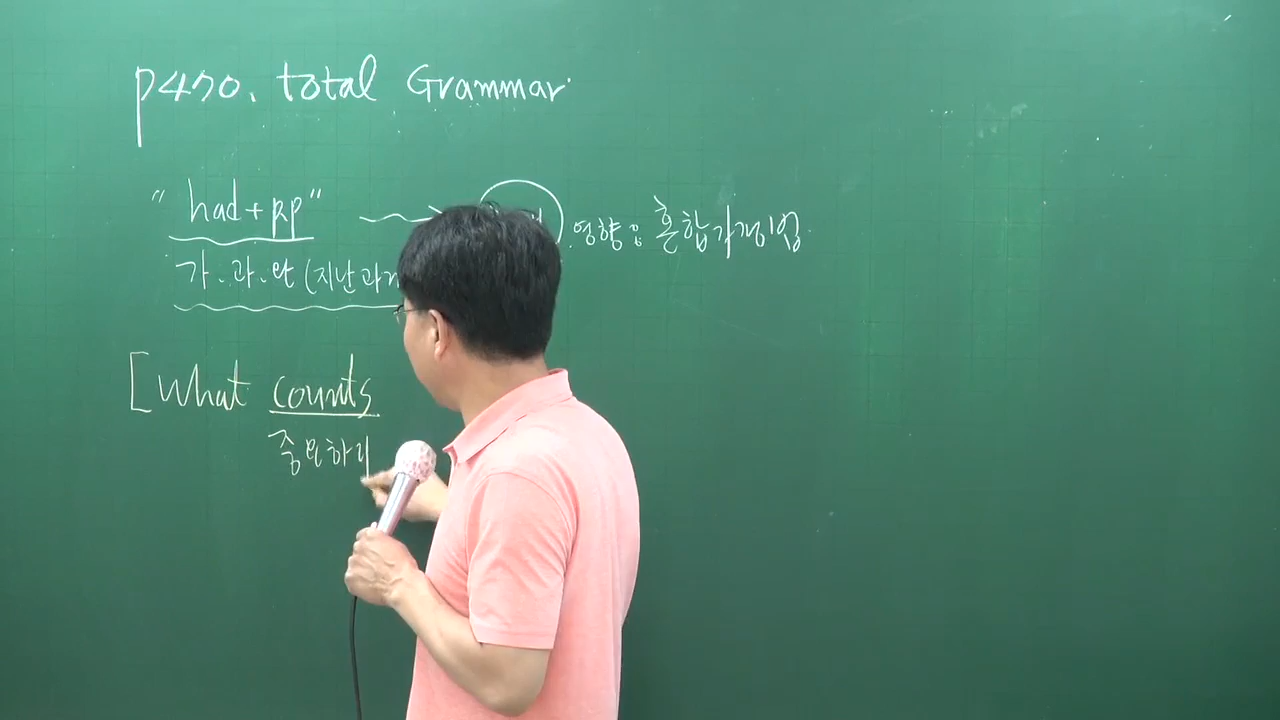 p470. total Grammar
"had+pp" 영향: 혼합가정법
가.과.완 (지난과거
[What counts
중요하다